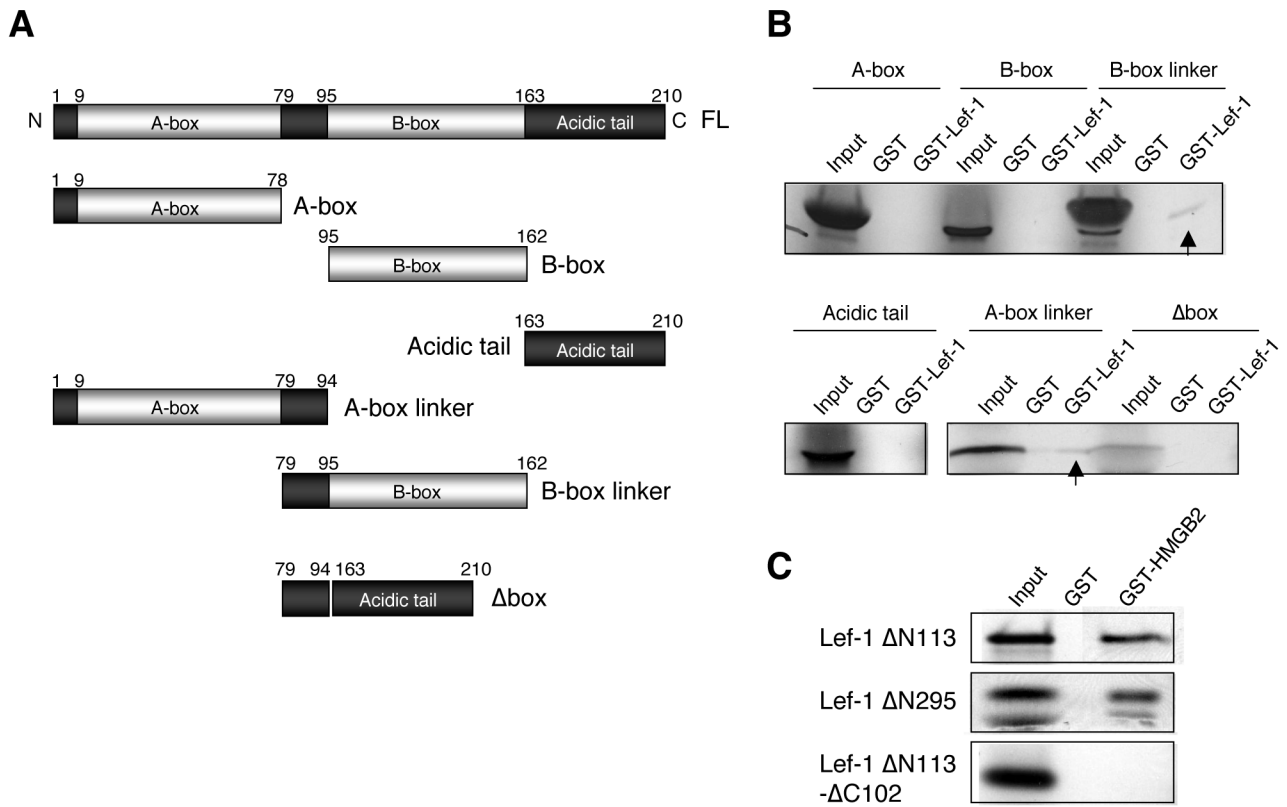 A
1 9 79 95 163 210
N A-box B-box Acidic tail C FL
1 9 78
A-box A-box
95 162
B-box B-box
163 210
Acidic tail Acidic tail
1 9 79 94
A-box A-box linker
79 95 162
B-box B-box linker
79 94 163 210
Acidic tail Δbox
B
A-box B-box B-box linker
Input GST GST-Lef-1 Input GST GST-Lef-1 Input GST GST-Lef-1
Acidic tail A-box linker Δbox
Input GST GST-Lef-1 Input GST GST-Lef-1 Input GST GST-Lef-1
C
Input GST GST-HMGB2
Lef-1 ΔN113
Lef-1 ΔN295
Lef-1 ΔN113
-ΔC102